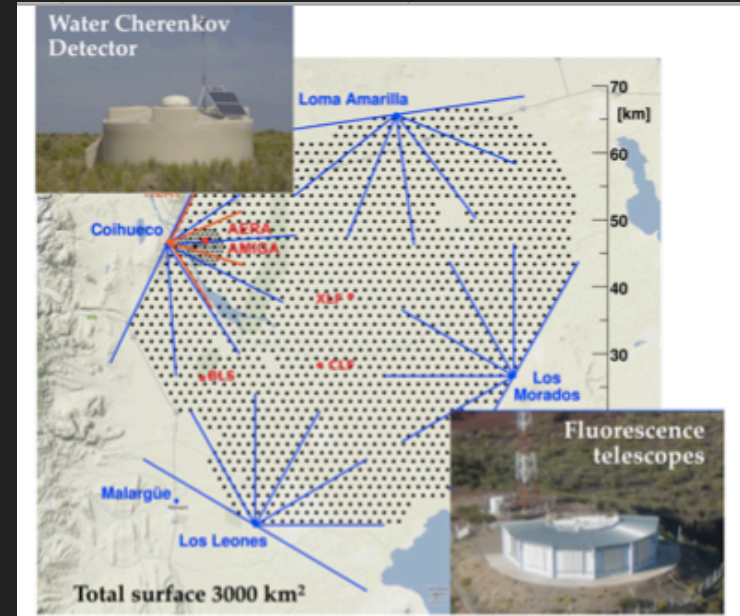 Water Cherenkov
Detector
Loma Amarilla
70
[km]
60
Coihueco
AERA
AMIGA
50
XLF
40
CLF
30
BLS
Los
Morados
Fluorescence
telescopes
Malargüe
Los Leones
Total surface 3000 km²